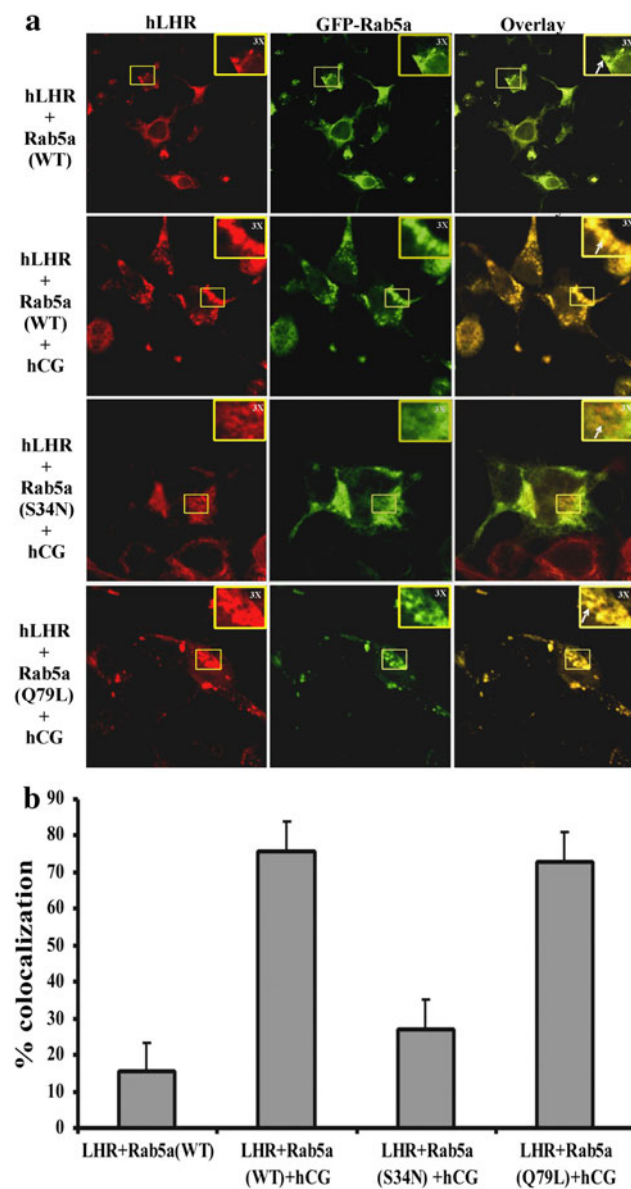 a
hLHR GFP-Rab5a Overlay
hLHR
+
Rab5a
(WT)
3X 3X 3X
hLHR
+
Rab5a
(WT)
+
hCG
3X 3X 3X
hLHR
+
Rab5a
(S34N)
+
hCG
3X 3X 3X
hLHR
+
Rab5a
(Q79L)
+
hCG
3X 3X 3X
b
% colocalization
90
80
70
60
50
40
30
20
10
0
LHR+Rab5a(WT)
LHR+Rab5a
(WT)+hCG
LHR+Rab5a
(S34N) +hCG
LHR+Rab5a
(Q79L)+hCG